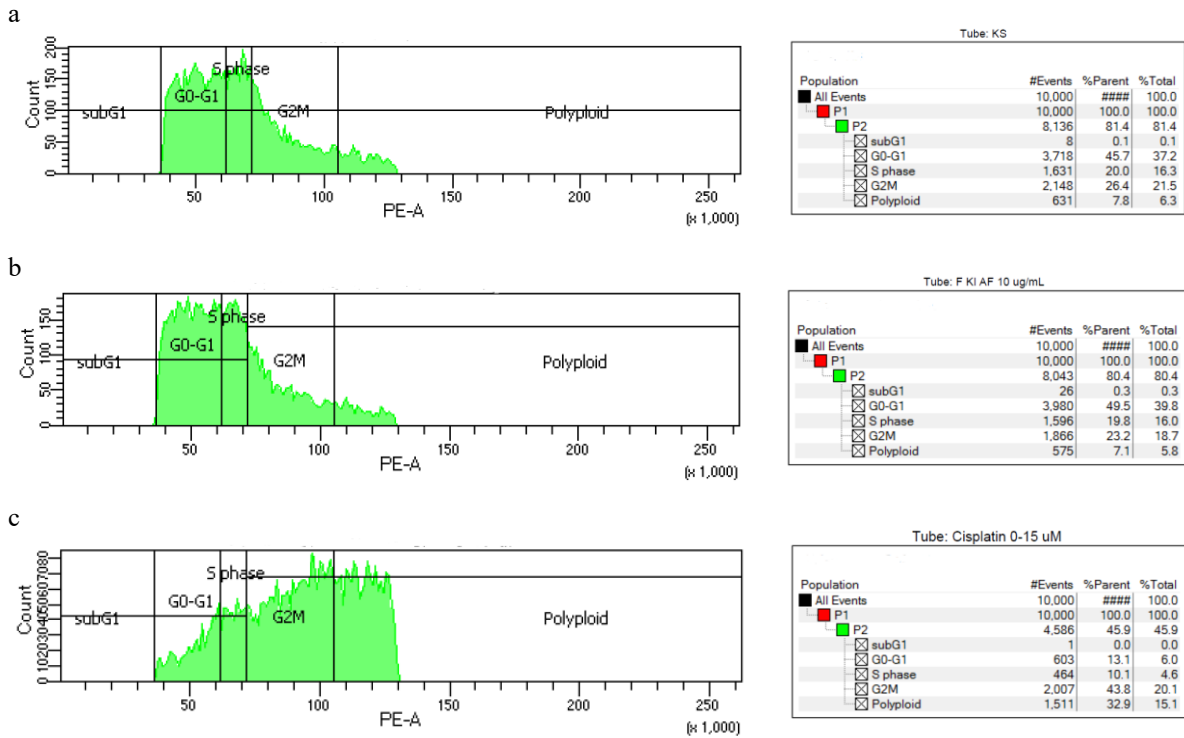 a
Tube: KS
Count
0 50 100 150 200
subG1 G0-G1 S phase G2M Polyploid
50 100 150 200 250
PE-A
(x 1,000)
Population #Events %Parent %Total
All Events 10,000 #### 100.0
P1 10,000 100.0 100.0
P2 8,136 81.4 81.4
subG1 8 0.1 0.1
G0-G1 3,718 45.7 37.2
S phase 1,631 20.0 16.3
G2M 2,148 26.4 21.5
Polyploid 631 7.8 6.3
b
Tube: F KI AF 10 ug/mL
Count
0 50 100 150
subG1 G0-G1 S phase G2M Polyploid
50 100 150 200 250
PE-A
(x 1,000)
Population #Events %Parent %Total
All Events 10,000 #### 100.0
P1 10,000 100.0 100.0
P2 8,043 80.4 80.4
subG1 26 0.3 0.3
G0-G1 3,980 49.5 39.8
S phase 1,596 19.8 16.0
G2M 1,866 23.2 18.7
Polyploid 575 7.1 5.8
c
Tube: Cisplatin 0-15 uM
Count
0 10 20 30 40 50 60 70 80
subG1 G0-G1 S phase G2M Polyploid
50 100 150 200 250
PE-A
(x 1,000)
Population #Events %Parent %Total
All Events 10,000 #### 100.0
P1 10,000 100.0 100.0
P2 4,586 45.9 45.9
subG1 1 0.0 0.0
G0-G1 603 13.1 6.0
S phase 464 10.1 4.6
G2M 2,007 43.8 20.1
Polyploid 1,511 32.9 15.1